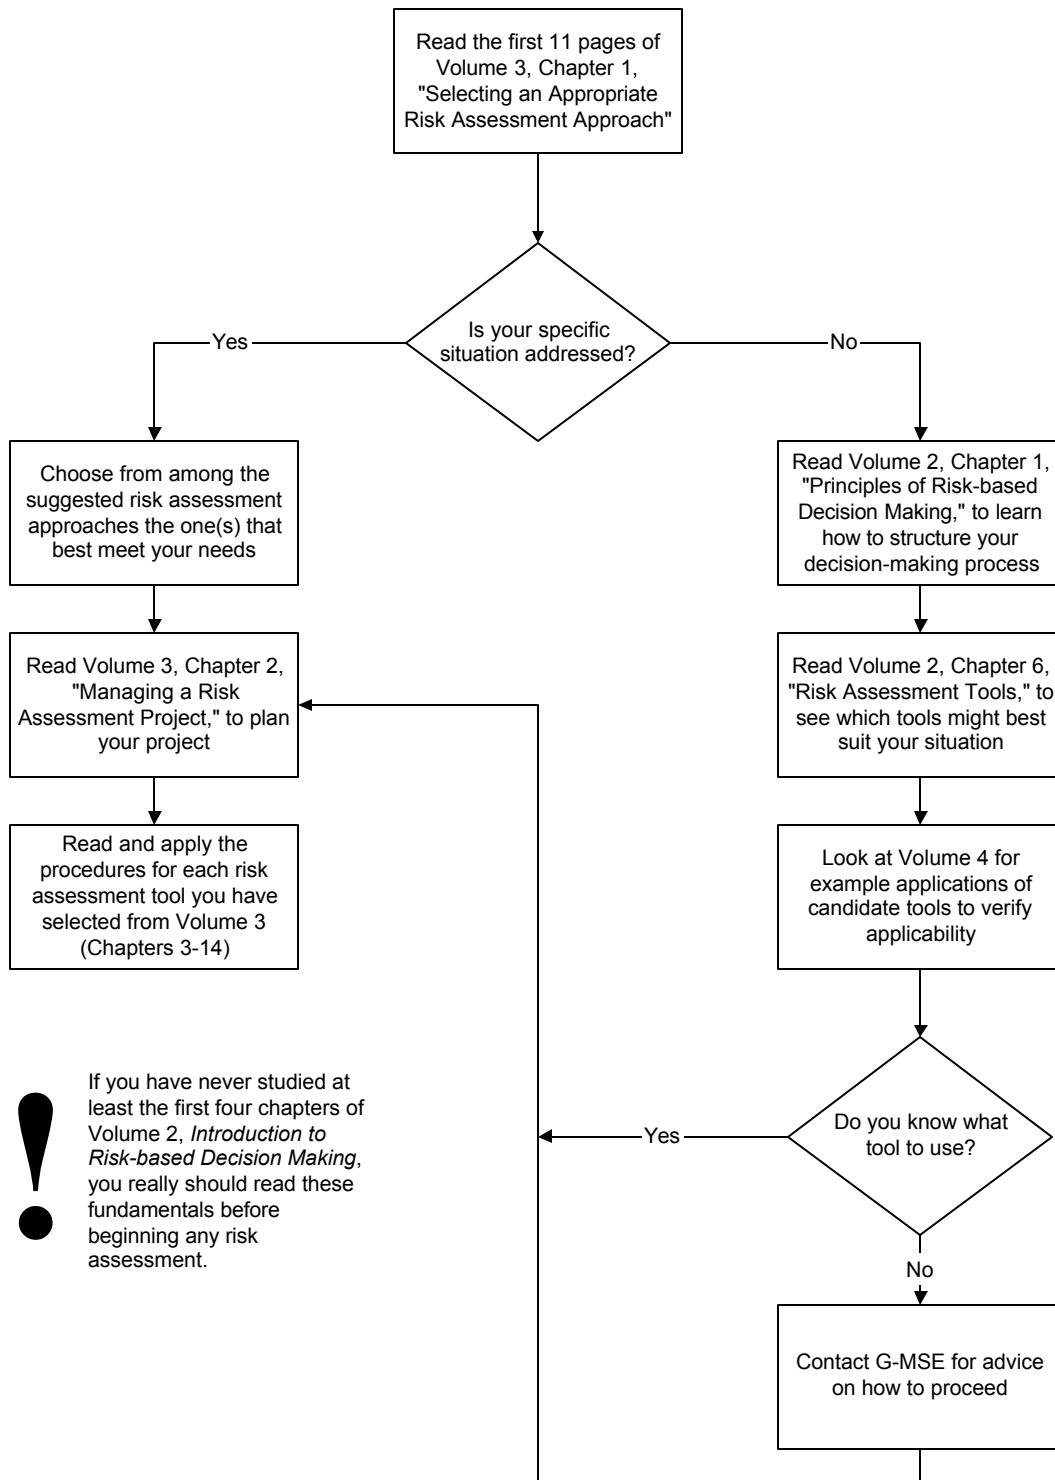 Read the first 11 pages of
Volume 3, Chapter 1,
"Selecting an Appropriate
Risk Assessment Approach"
Is your specific
situation addressed?
Yes
No
Choose from among the
suggested risk assessment
approaches the one(s) that
best meet your needs
Read Volume 2, Chapter 1,
"Principles of Risk-based
Decision Making," to learn
how to structure your
decision-making process
Read Volume 3, Chapter 2,
"Managing a Risk
Assessment Project," to plan
your project
Read Volume 2, Chapter 6,
"Risk Assessment Tools," to
see which tools might best
suit your situation
Read and apply the
procedures for each risk
assessment tool you have
selected from Volume 3
(Chapters 3-14)
Look at Volume 4 for
example applications of
candidate tools to verify
applicability
!
If you have never studied at
least the first four chapters of
Volume 2, Introduction to
Risk-based Decision Making,
you really should read these
fundamentals before
beginning any risk
assessment.
Do you know what
tool to use?
Yes
No
Contact G-MSE for advice
on how to proceed